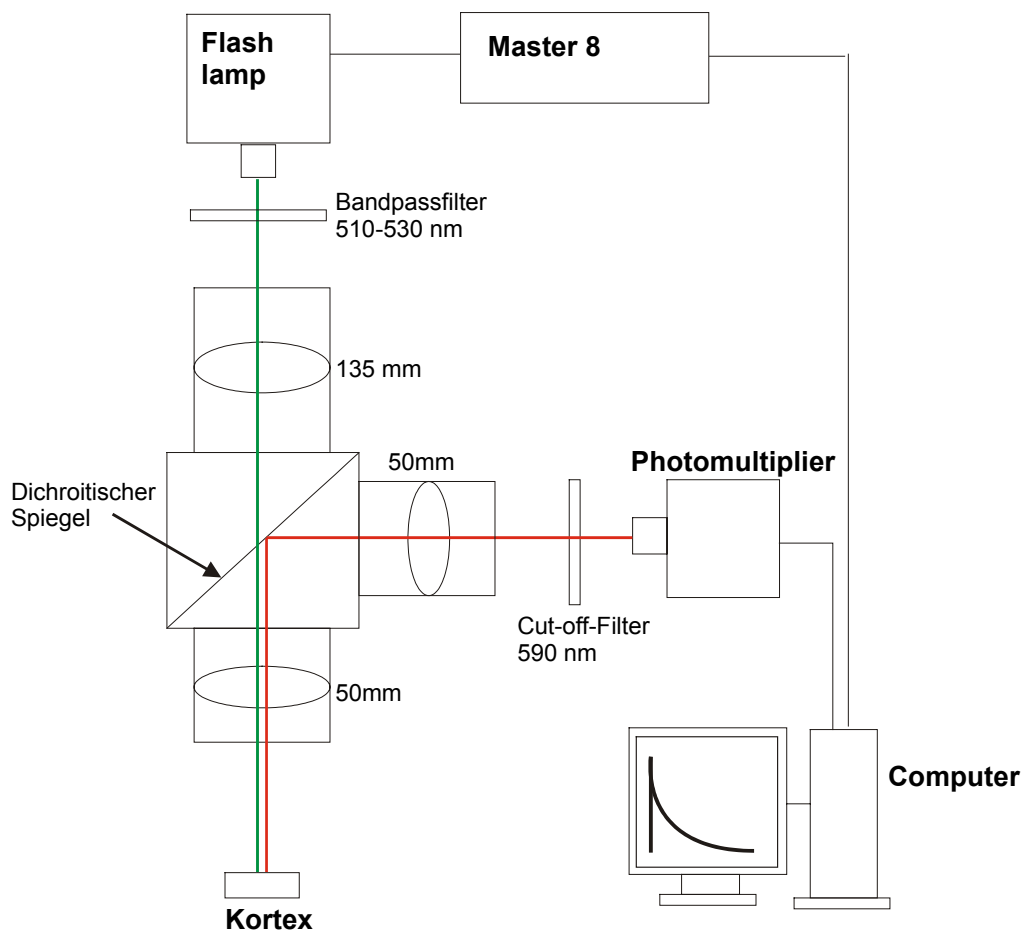 Flash
lamp
Master 8
Bandpassfilter
510-530 nm
135 mm
50mm
Photomultiplier
Dichroitischer
Spiegel
Cut-off-Filter
590 nm
50mm
Computer
Kortex